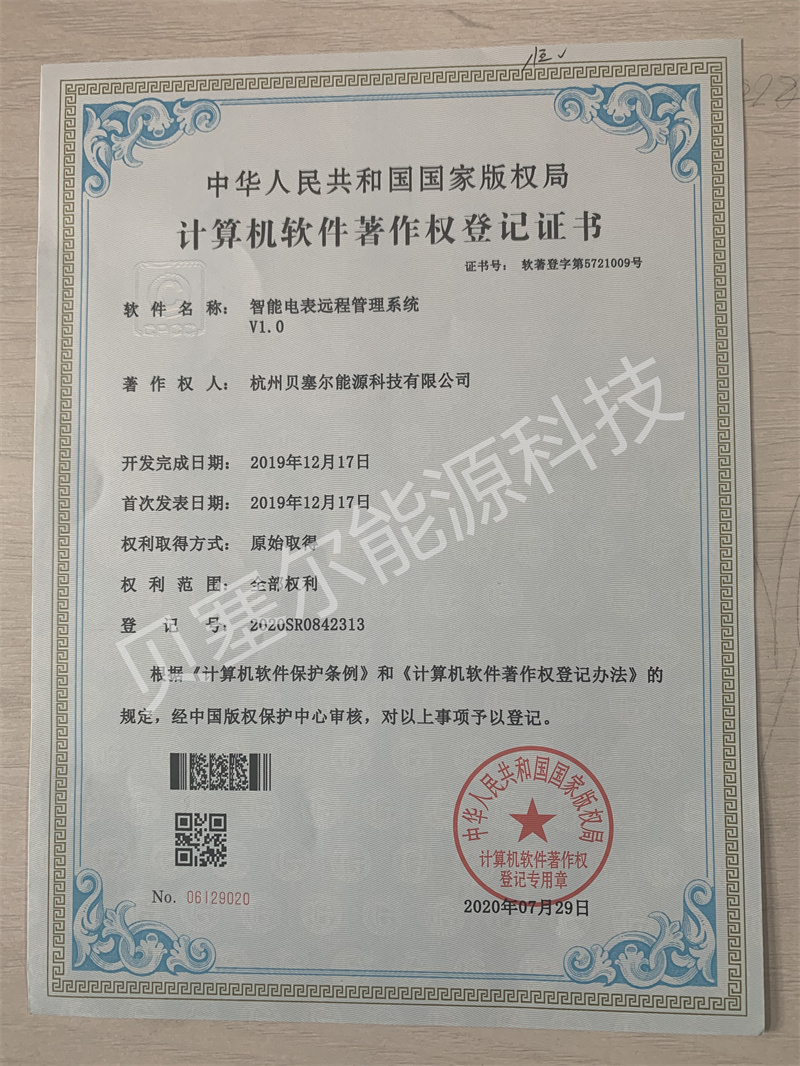 恒✓
中华人民共和国国家版权局
计算机软件著作权登记证书
证书号： 软著登字第5721009号
软件名称： 智能电表远程管理系统
V1.0
著作权人： 杭州贝塞尔能源科技有限公司
开发完成日期： 2019年12月17日
首次发表日期： 2019年12月17日
权利取得方式： 原始取得
权利范围： 全部权利
登记号： 2020SR0842313
根据《计算机软件保护条例》和《计算机软件著作权登记办法》的
规定，经中国版权保护中心审核，对以上事项予以登记。
No. 06129020
中华人民共和国国家版权局
计算机软件著作权
登记专用章
2020年07月29日
贝塞尔能源科技